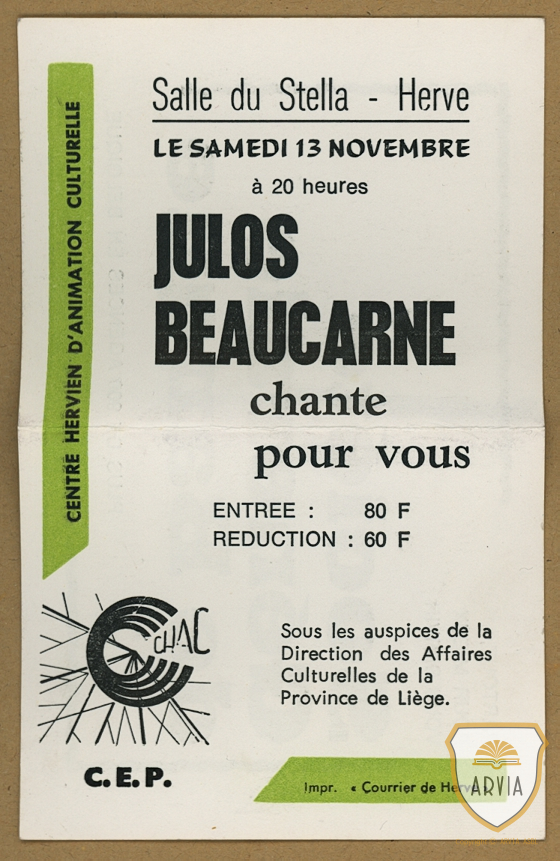 Salle du Stella - Herve
LE SAMEDI 13 NOVEMBRE
à 20 heures
JULOS
BEAUCARNE
chante
pour vous
ENTREE : 80 F
REDUCTION : 60 F
CENTRE HERVIEN D'ANIMATION CULTURELLE
CHAC
C.E.P.
Sous les auspices de la
Direction des Affaires
Culturelles de la
Province de Liège.
Impr. « Courrier de Herve »
ARVIA